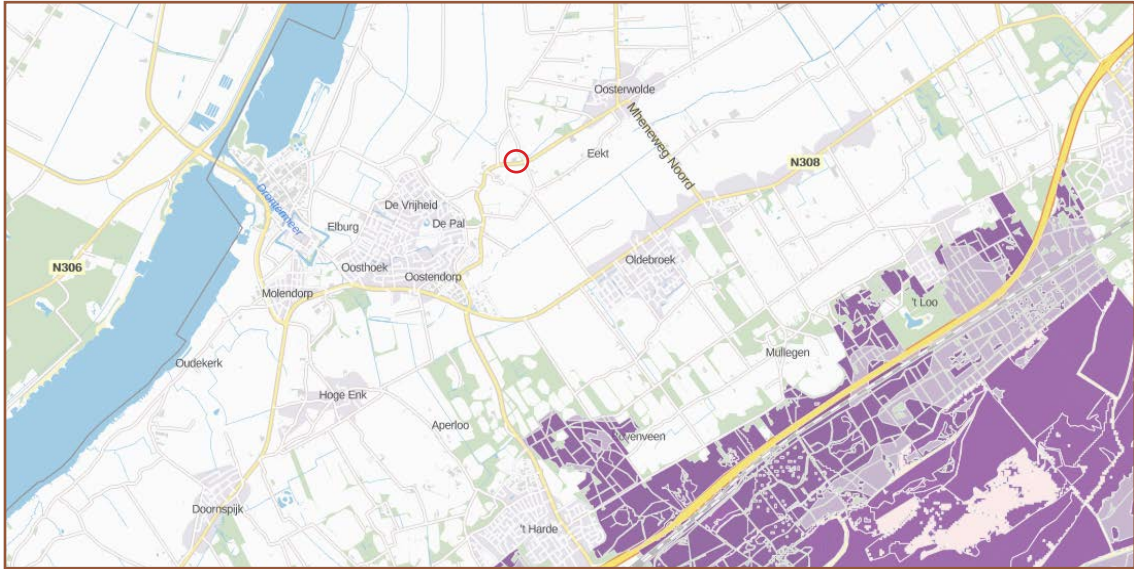 Oosterwolde
Mheneweg Noord
Eekt
N308
De Vrijheid
Drontermeer
De Pal
Elburg
Oldebroek
N306
Oosthoek
Oostendorp
Molendorp
't Loo
Mullegen
Oudekerk
Hoge Enk
Aperloo
Doornspijk
't Harde